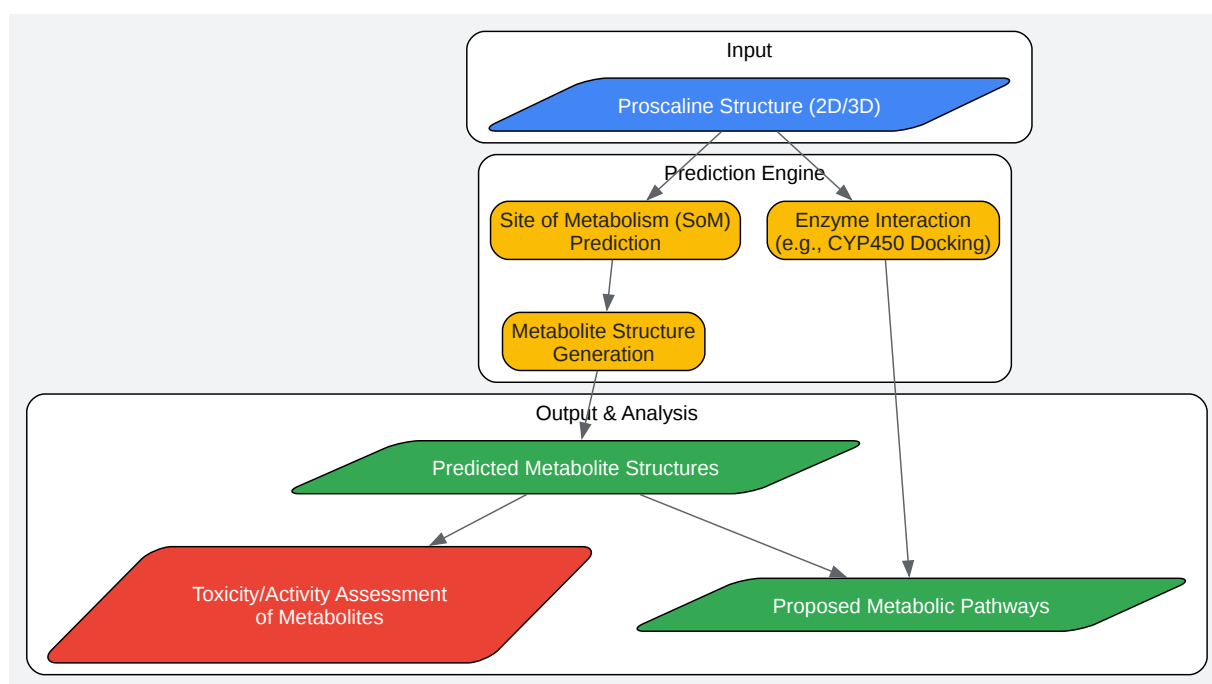 Input
Proscaline Structure (2D/3D)
Prediction Engine
Site of Metabolism (SoM)
Prediction
Enzyme Interaction
(e.g., CYP450 Docking)
Metabolite Structure
Generation
Output & Analysis
Predicted Metabolite Structures
Toxicity/Activity Assessment
of Metabolites
Proposed Metabolic Pathways